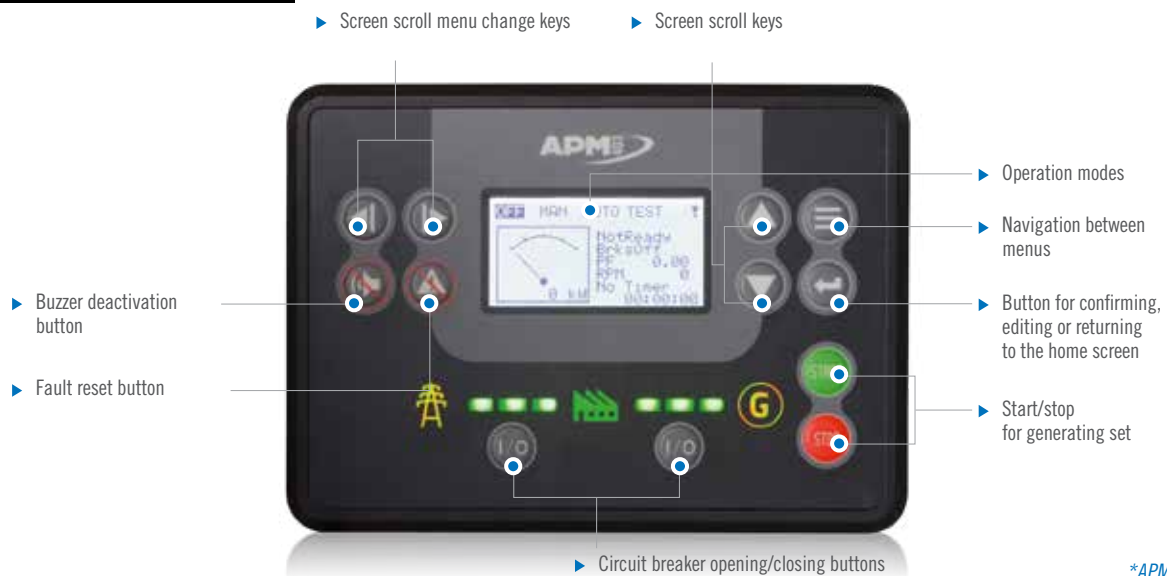 Screen scroll menu change keys
Screen scroll keys
APM
OFF MAN AUTO TEST
NotReady
BrksOff
PF 0.00
RPM 0
No Timer
0 kW 00:00:00
Operation modes
Navigation between
menus
Button for confirming,
editing or returning
to the home screen
Buzzer deactivation
button
Fault reset button
G
START
STOP
Start/stop
for generating set
I/O I/O
Circuit breaker opening/closing buttons
*APM